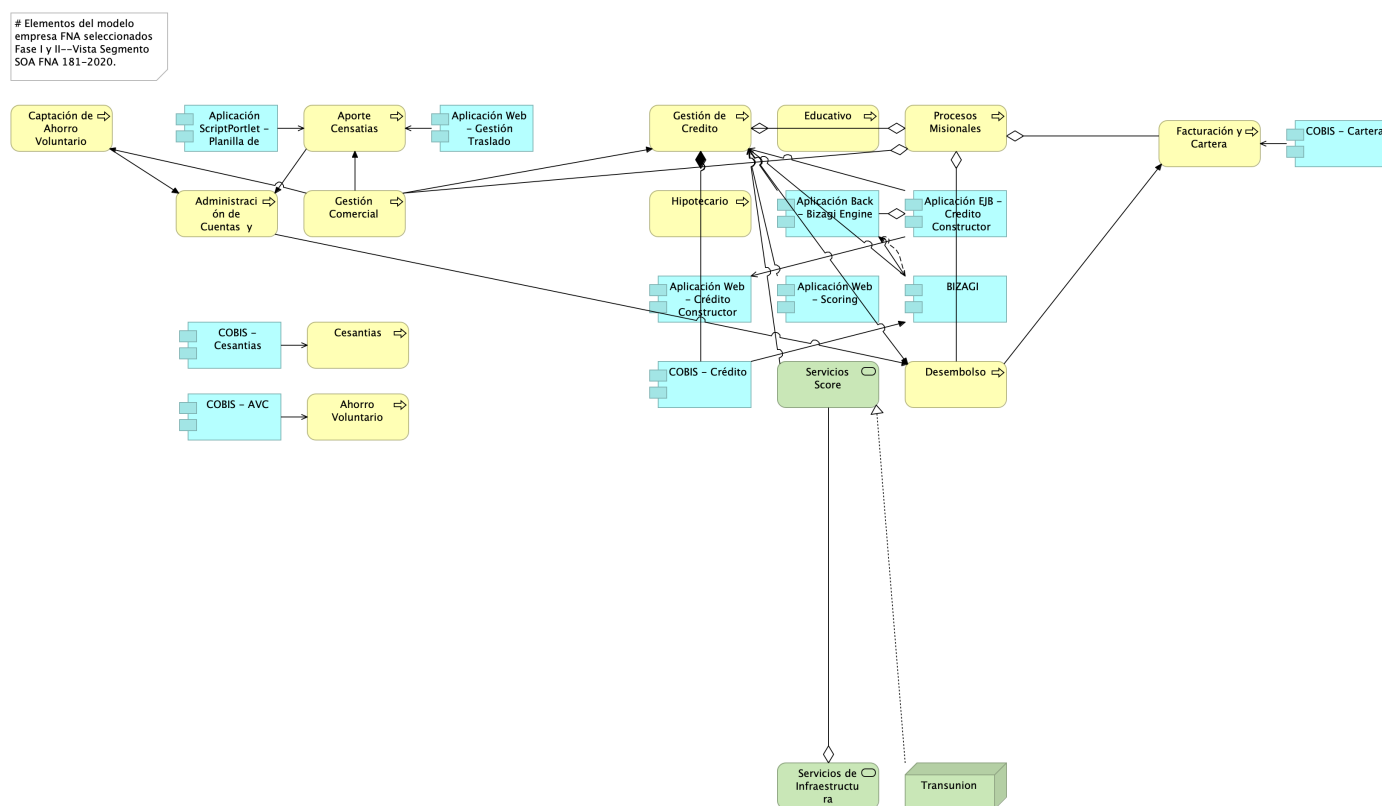 # Elementos del modelo
empresa FNA seleccionados
Fase I y II--Vista Segmento
SOA FNA 181-2020.
Captación de
Ahorro
Voluntario
Aplicación
ScriptPortlet -
Planilla de
Aporte
Censatias
Aplicación Web
- Gestión
Traslado
Gestión de
Credito
Educativo
Procesos
Misionales
Facturación y
Cartera
COBIS - Cartera
Administraci
ón de
Cuentas y
Gestión
Comercial
Hipotecario
Aplicación Back
- Bizagi Engine
Aplicación EJB -
Credito
Constructor
Aplicación Web
- Crédito
Constructor
Aplicación Web
- Scoring
BIZAGI
COBIS -
Cesantias
Cesantias
COBIS - Crédito
Servicios
Score
Desembolso
COBIS - AVC
Ahorro
Voluntario
Servicios de
Infraestructu
ra
Transunion